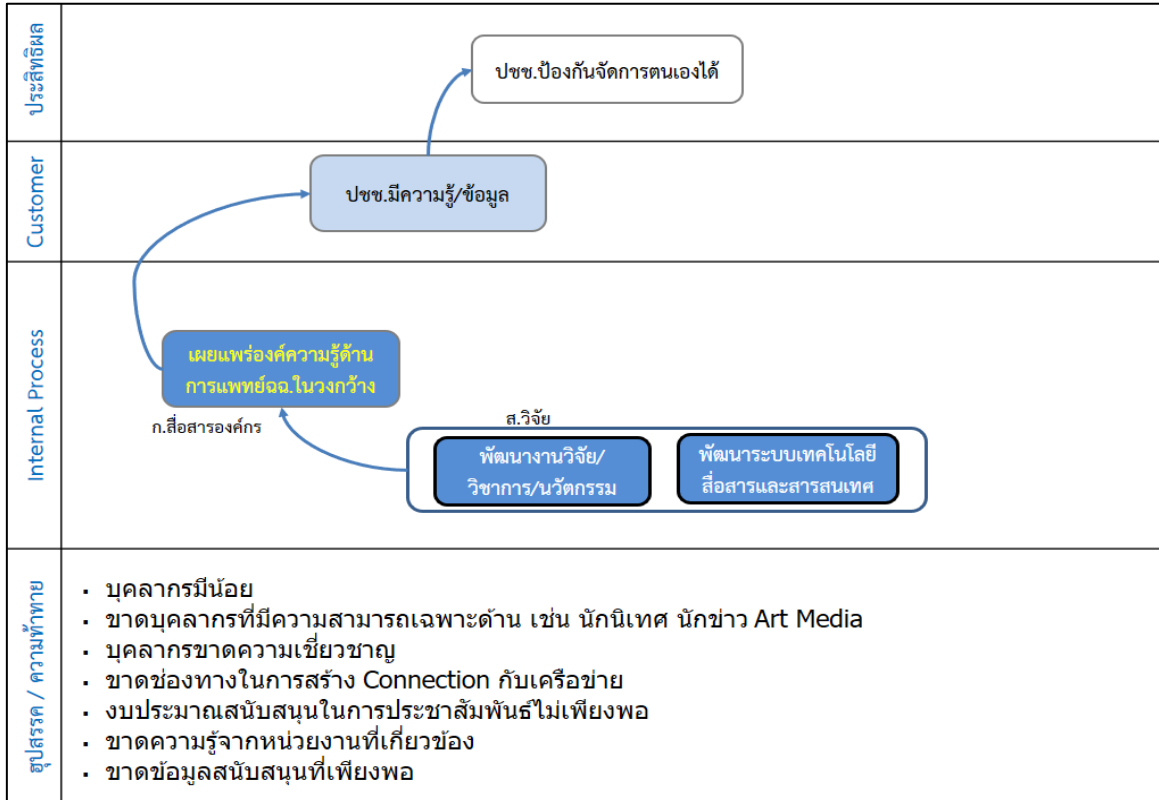 ประสิทธิผล
ปชช.ป้องกันจัดการตนเองได้
Customer
ปชช.มีความรู้/ข้อมูล
Internal Process
เผยแพร่องค์ความรู้ด้าน
การแพทย์ฉฉ.ในวงกว้าง
ก.สื่อสารองค์กร
ส.วิจัย
พัฒนางานวิจัย/
วิชาการ/นวัตกรรม
พัฒนาระบบเทคโนโลยี
สื่อสารและสารสนเทศ
อุปสรรค / ความท้าทาย
▪ บุคลากรมีน้อย
▪ ขาดบุคลากรที่มีความสามารถเฉพาะด้าน เช่น นักนิเทศ นักข่าว Art Media
▪ บุคลากรขาดความเชี่ยวชาญ
▪ ขาดช่องทางในการสร้าง Connection กับเครือข่าย
▪ งบประมาณสนับสนุนในการประชาสัมพันธ์ไม่เพียงพอ
▪ ขาดความรู้จากหน่วยงานที่เกี่ยวข้อง
▪ ขาดข้อมูลสนับสนุนที่เพียงพอ